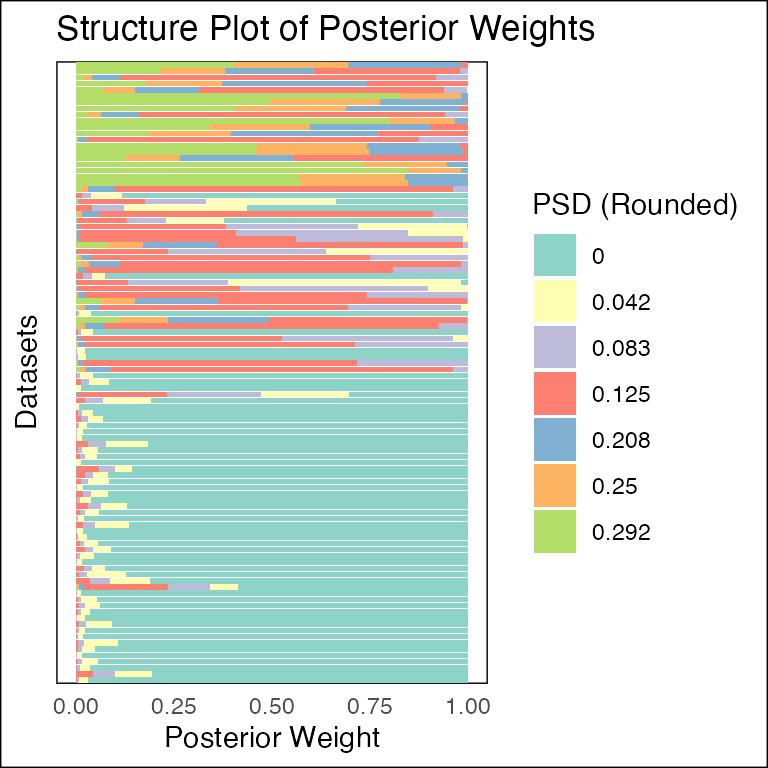 Structure Plot of Posterior Weights
Datasets
0.00 0.25 0.50 0.75 1.00
Posterior Weight
PSD (Rounded)
0
0.042
0.083
0.125
0.208
0.25
0.292